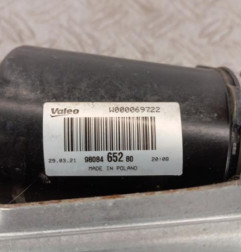 Valeo W000069722
29.03.21 98084 652 80 20:08
MADE IN POLAND